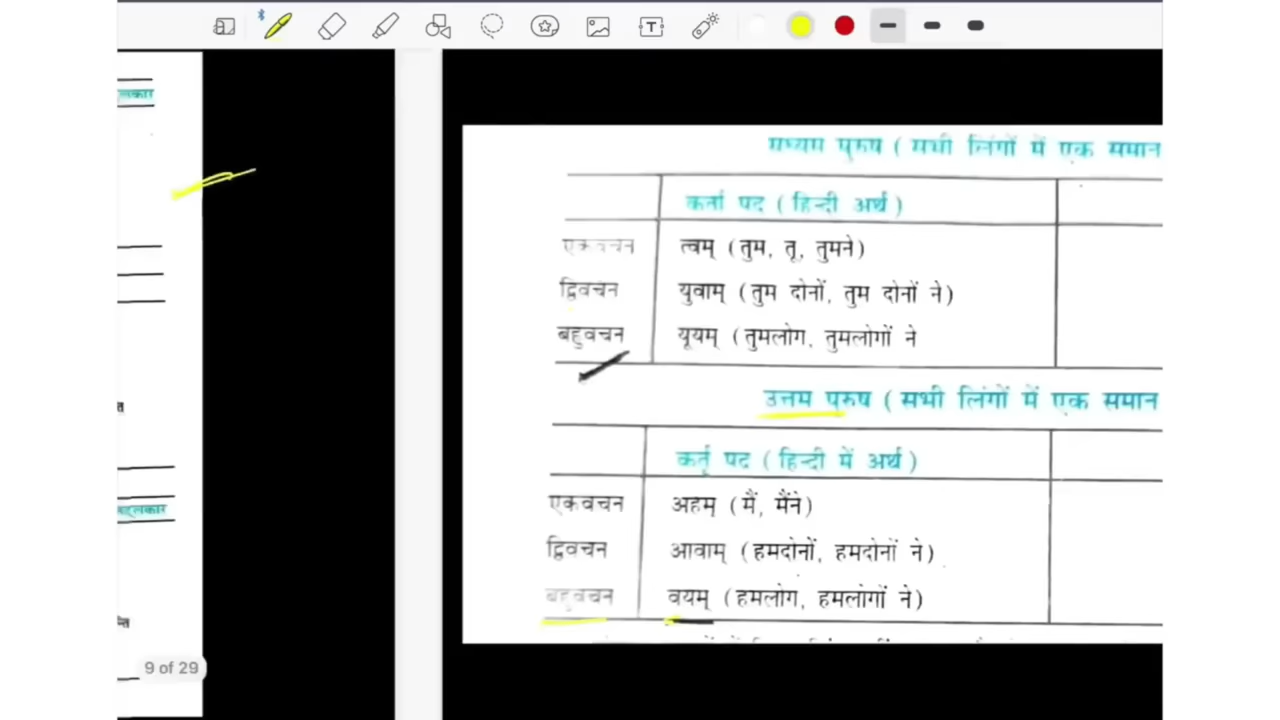 लकार
मध्यम पुरुष ( सभी लिंगों में एक समान
कर्ता पद ( हिन्दी अर्थ )
एकवचन त्वम् (तुम, तू, तुमने)
द्विवचन युवाम् (तुम दोनों, तुम दोनों ने)
बहुवचन यूयम् (तुमलोग, तुमलोगों ने
उत्तम पुरुष ( सभी लिंगों में एक समान
कर्तृ पद ( हिन्दी में अर्थ )
एकवचन अहम् (मैं, मैंने)
द्विवचन आवाम् (हमदोनों, हमदोनों ने)
बहुवचन वयम् (हमलोग, हमलोगों ने)
9 of 29